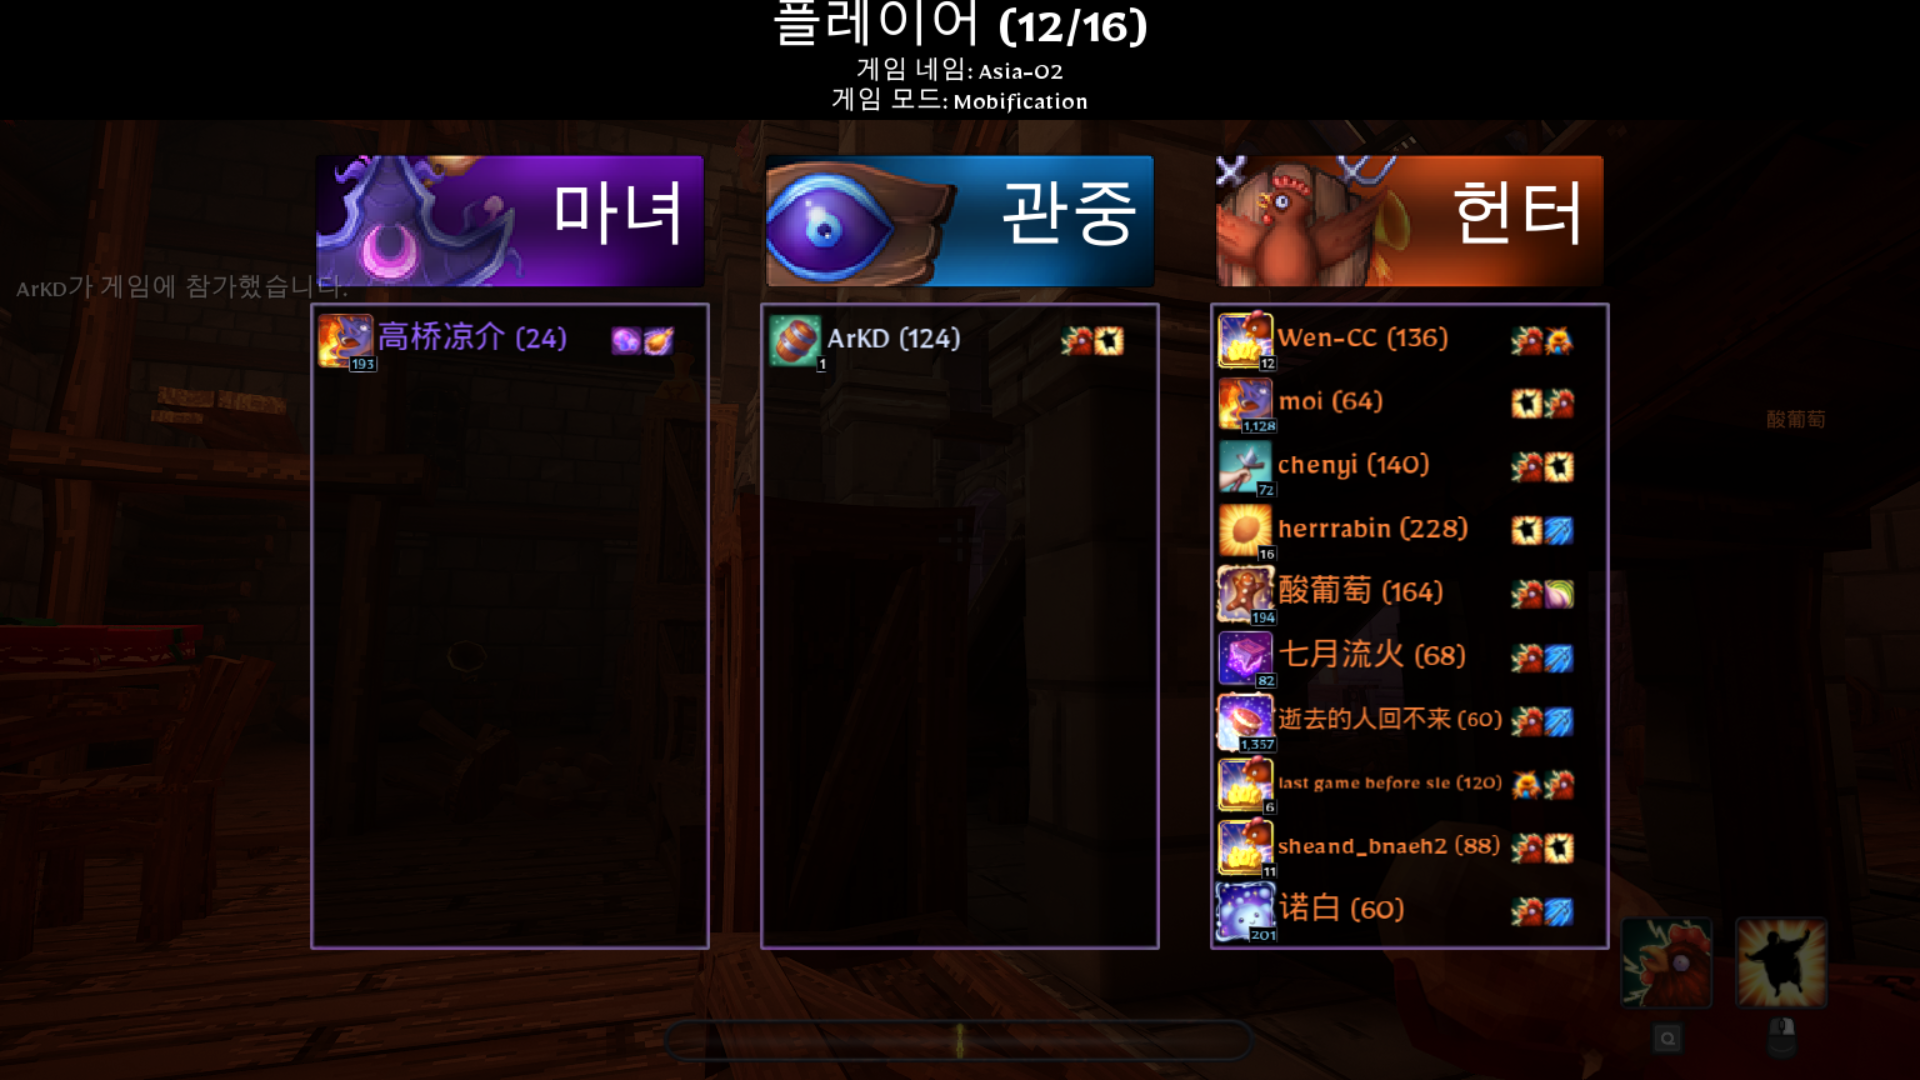 플레이어 (12/16)
게임 네임: Asia-02
게임 모드: Mobification
마녀
관중
헌터
ArKD가 게임에 참가했습니다.
高桥凉介 (24)
193
ArKD (124)
1
Wen-CC (136)
12
moi (64)
1,128
酸葡萄
chenyi (140)
72
herrrabin (228)
16
酸葡萄 (164)
194
七月流火 (68)
82
逝去的人回不来 (60)
1,357
last game before sle (120)
6
sheand_bnaeh2 (88)
11
诺白 (60)
201
Q